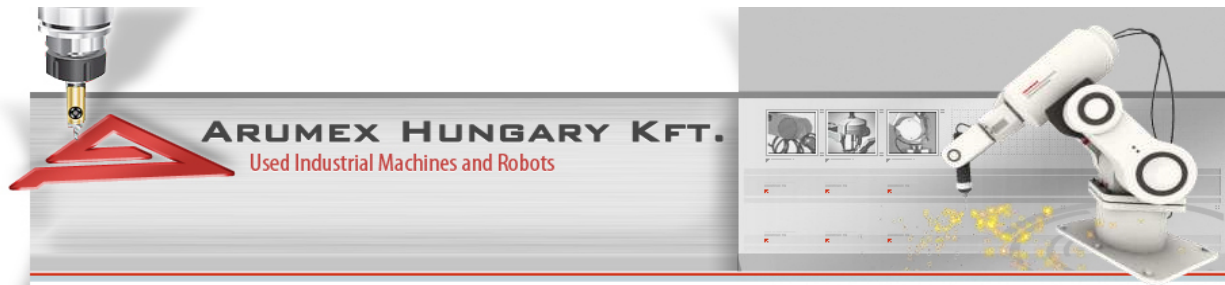 ARUMEX HUNGARY KFT.
Used Industrial Machines and Robots